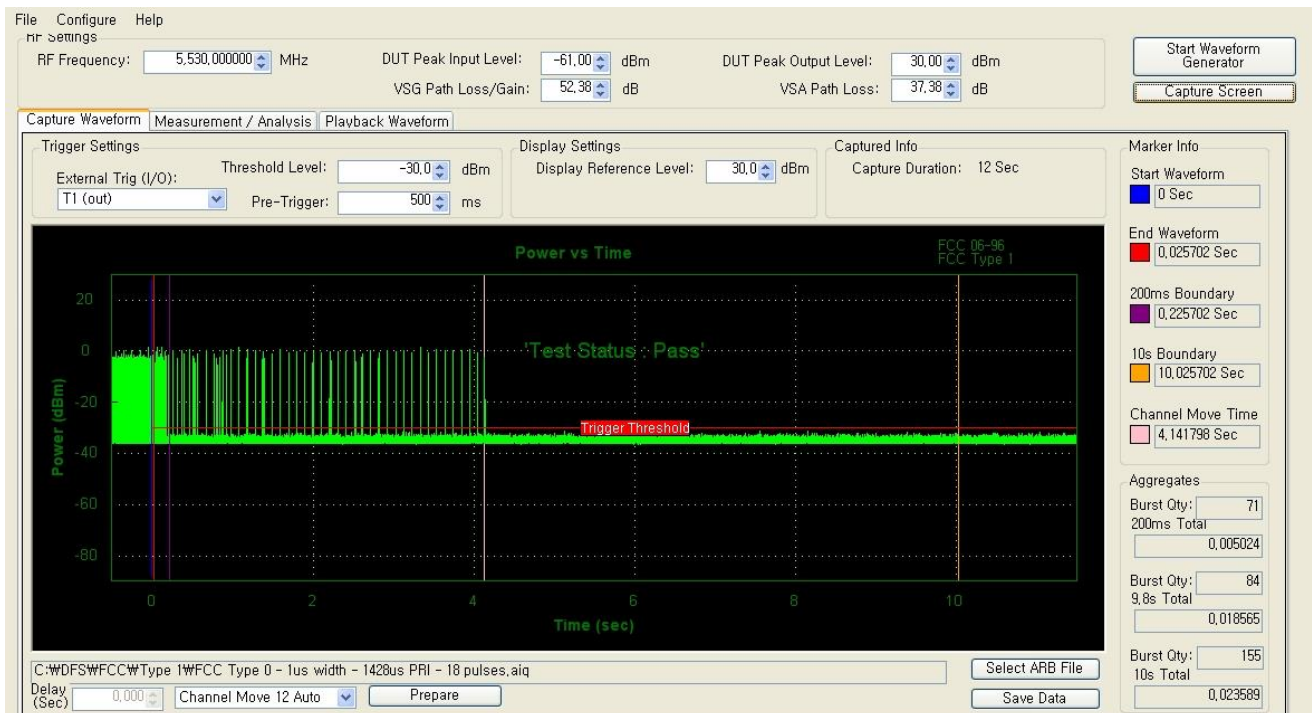 File Configure Help
RF Settings
RF Frequency: 5,530,000000 MHz DUT Peak Input Level: -61,00 dBm DUT Peak Output Level: 30,00 dBm
VSG Path Loss/Gain: 52,38 dB VSA Path Loss: 37,38 dB
Start Waveform
Generator
Capture Screen
Capture Waveform Measurement / Analysis Playback Waveform
Trigger Settings
Threshold Level: -30,0 dBm
External Trig (I/O):
T1 (out)
Pre-Trigger: 500 ms
Display Settings
Display Reference Level: 30,0 dBm
Captured Info
Capture Duration: 12 Sec
Power vs Time
FCC 06-96
FCC Type 1
'Test Status : Pass'
Trigger Threshold
Power (dBm)
20
0
-20
-40
-60
-80
0 2 4 6 8 10
Time (sec)
Marker Info
Start Waveform
0 Sec
End Waveform
0,025702 Sec
200ms Boundary
0,225702 Sec
10s Boundary
10,025702 Sec
Channel Move Time
4,141798 Sec
Aggregates
Burst Qty: 71
200ms Total
0,005024
Burst Qty: 84
9,8s Total
0,018565
Burst Qty: 155
10s Total
0,023589
C:₩DFS₩FCC₩Type 1₩FCC Type 0 - 1us width - 1428us PRI - 18 pulses,aiq
Select ARB File
Delay
(Sec) 0,000 Channel Move 12 Auto Prepare
Save Data